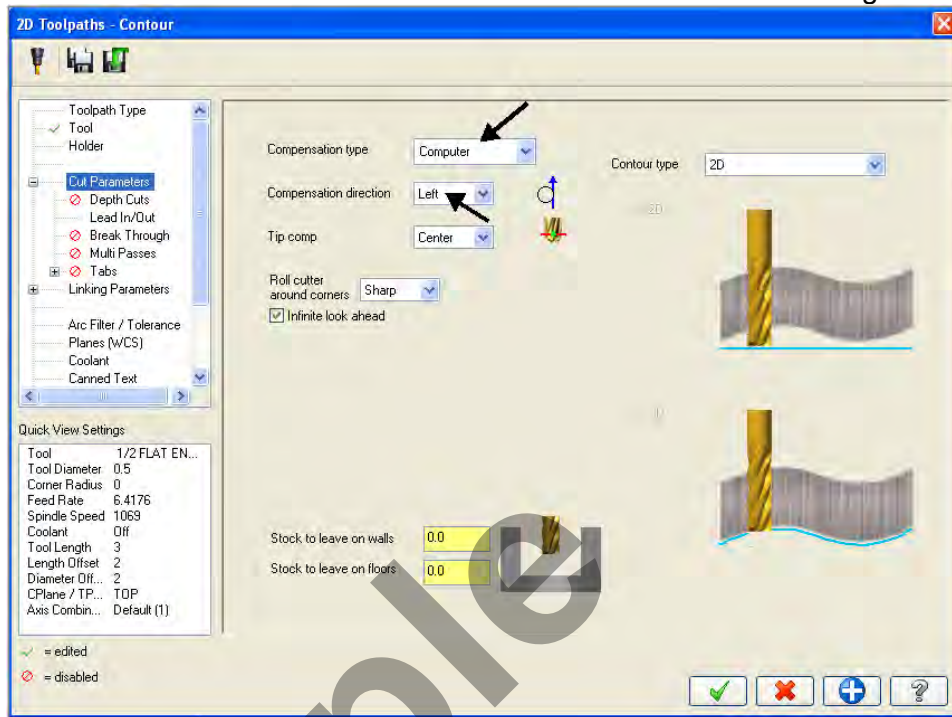 2D Toolpaths - Contour
Toolpath Type
Tool
Holder
Cut Parameters
Depth Cuts
Lead In/Out
Break Through
Multi Passes
Tabs
Linking Parameters
Arc Filter / Tolerance
Planes (WCS)
Coolant
Canned Text
Quick View Settings
Tool 1/2 FLAT EN...
Tool Diameter 0.5
Corner Radius 0
Feed Rate 6.4176
Spindle Speed 1069
Coolant Off
Tool Length 3
Length Offset 2
Diameter Off... 2
CPlane / TP... TOP
Axis Combin... Default (1)
= edited
= disabled
Compensation type Computer
Compensation direction Left
Tip comp Center
Roll cutter
around corners Sharp
Infinite look ahead
Stock to leave on walls 0.0
Stock to leave on floors 0.0
Contour type 2D
2D